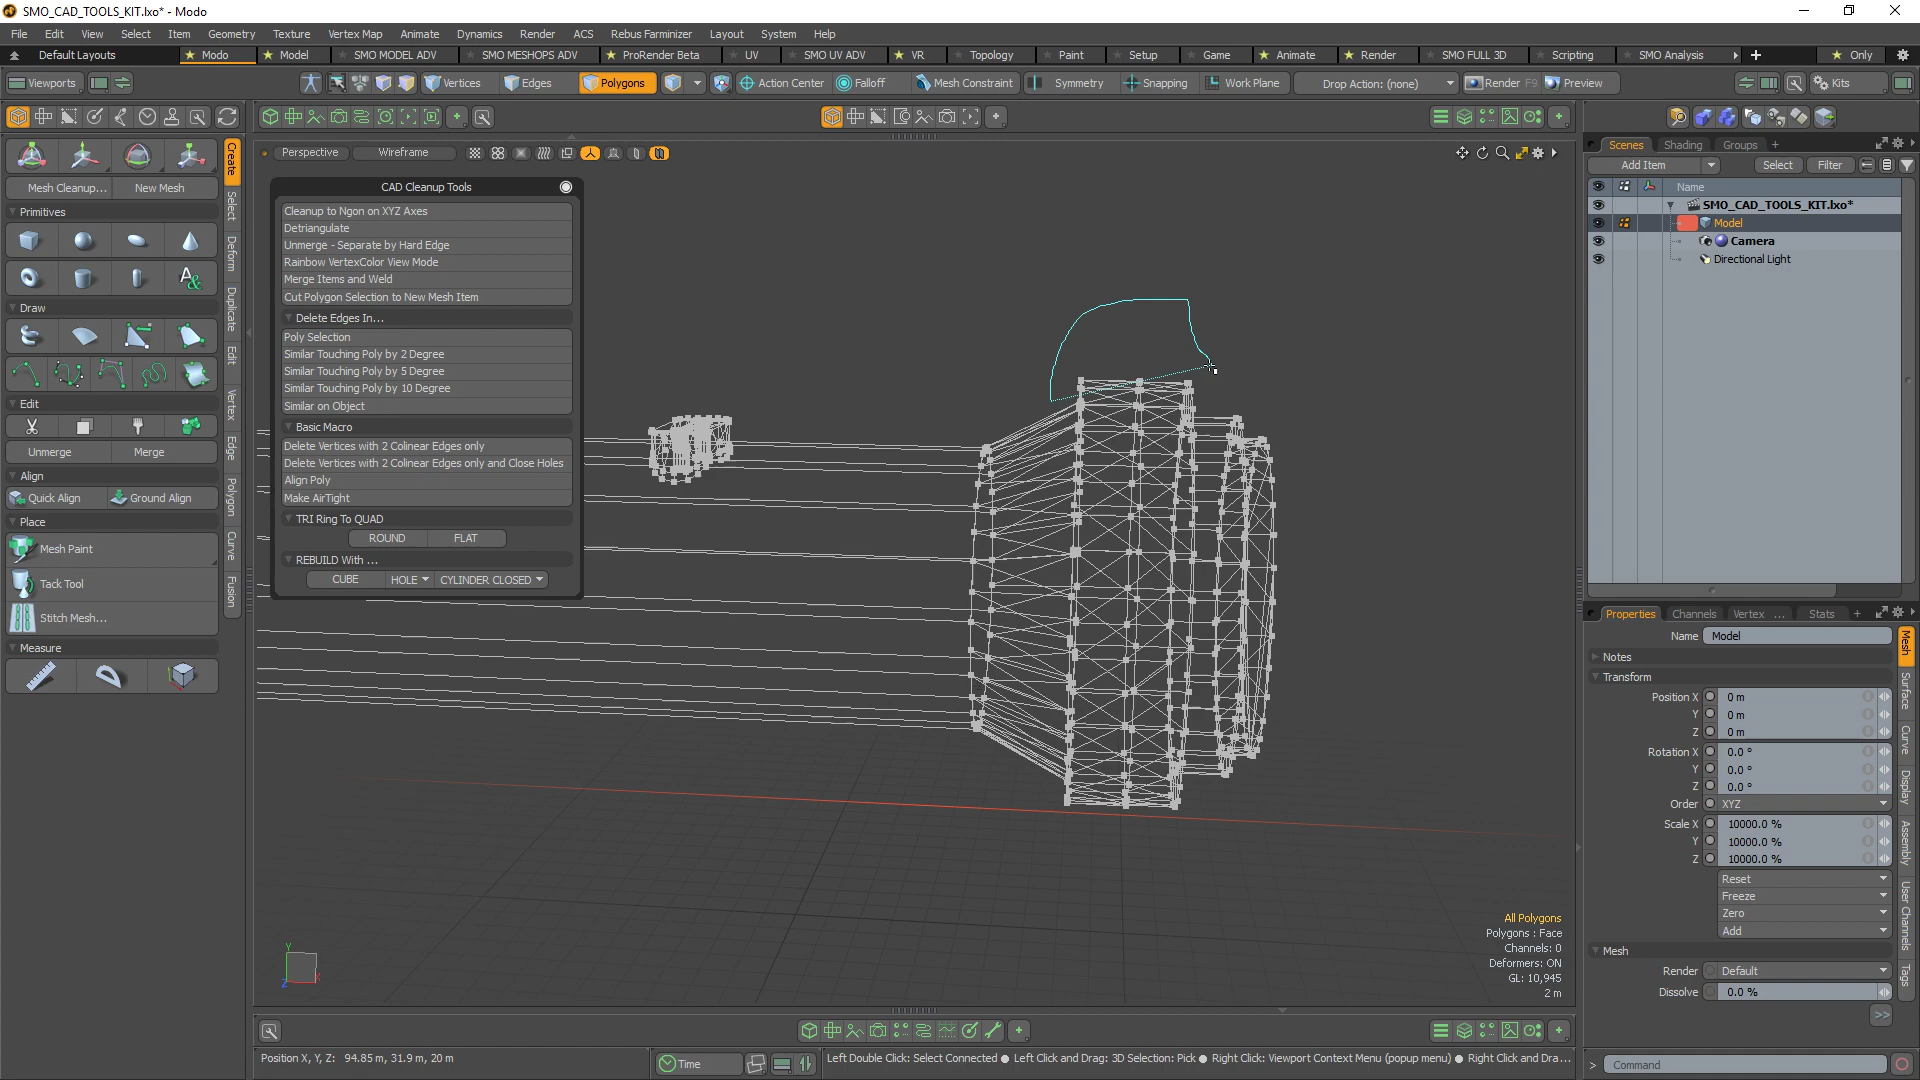 SMO_CAD_TOOLS_KIT.lxo* - Modo
File Edit View Select Item Geometry Texture Vertex Map Animate Dynamics Render ACS Rebus Farminizer Layout System Help
Default Layouts Modo Model SMO MODEL ADV SMO MESHOPS ADV ProRender Beta UV SMO UV ADV VR Topology Paint Setup Game Animate Render SMO FULL 3D Scripting SMO Analysis Only
Viewports Vertices Edges Polygons Action Center Falloff Mesh Constraint Symmetry Snapping Work Plane Drop Action: (none) Render F9 Preview Kits
Perspective Wireframe
Mesh Cleanup... New Mesh
Primitives
Draw
Edit
Unmerge Merge
Align
Quick Align Ground Align
Place
Mesh Paint
Tack Tool
Stitch Mesh...
Measure
Create
Select
Deform
Duplicate
Edit
Vertex
Edge
Polygon
Curve
Fusion
CAD Cleanup Tools
Cleanup to Ngon on XYZ Axes
Detriangulate
Unmerge - Separate by Hard Edge
Rainbow VertexColor View Mode
Merge Items and Weld
Cut Polygon Selection to New Mesh Item
Delete Edges In...
Poly Selection
Similar Touching Poly by 2 Degree
Similar Touching Poly by 5 Degree
Similar Touching Poly by 10 Degree
Similar on Object
Basic Macro
Delete Vertices with 2 Colinear Edges only
Delete Vertices with 2 Colinear Edges only and Close Holes
Align Poly
Make AirTight
TRI Ring To QUAD
ROUND FLAT
REBUILD With ...
CUBE HOLE CYLINDER CLOSED
All Polygons
Polygons : Face
Channels: 0
Deformers: ON
GL: 10,945
2 m
Y
X
Z
Scenes Shading Groups
Add Item Select Filter
Name
SMO_CAD_TOOLS_KIT.lxo*
Model
Camera
Directional Light
Properties Channels Vertex ... Stats
Name Model
Notes
Transform
Position X 0 m
Y 0 m
Z 0 m
Rotation X 0.0 °
Y 0.0 °
Z 0.0 °
Order XYZ
Scale X 10000.0 %
Y 10000.0 %
Z 10000.0 %
Reset
Freeze
Zero
Add
Mesh
Render Default
Dissolve 0.0 %
>>
Mesh
Surface
Curve
Display
Assembly
User Channels
Tags
Position X, Y, Z: 94.85 m, 31.9 m, 20 m
Time
Left Double Click: Select Connected ● Left Click and Drag: 3D Selection: Pick ● Right Click: Viewport Context Menu (popup menu) ● Right Click and Dra...
> Command